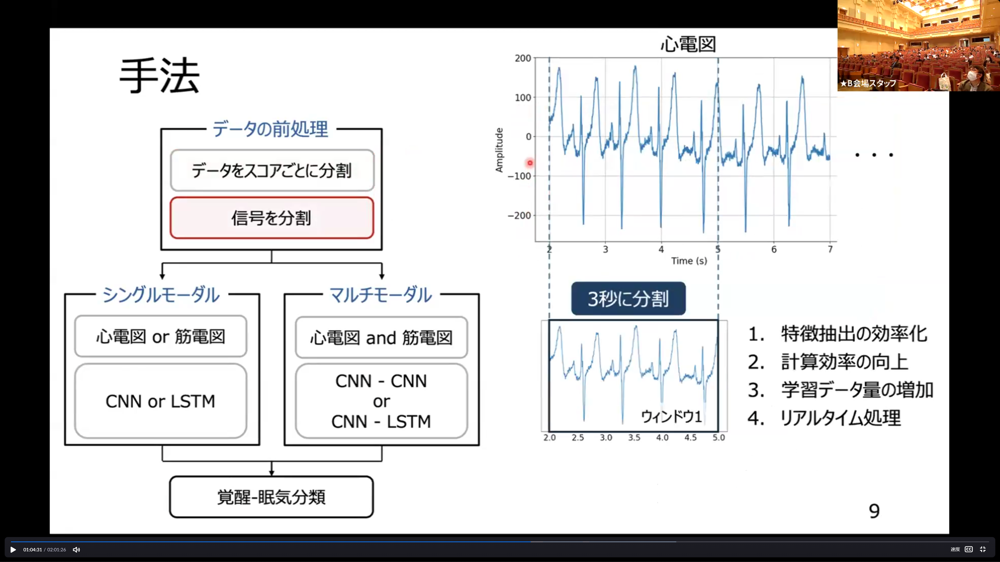 手法
データの前処理
データをスコアごとに分割
信号を分割
シングルモーダル
心電図 or 筋電図
CNN or LSTM
マルチモーダル
心電図 and 筋電図
CNN - CNN
or
CNN - LSTM
覚醒-眠気分類
心電図
200
100
0
−100
−200
Amplitude
2 3 4 5 6 7
Time (s)
・・・
3秒に分割
ウィンドウ1
2.0 2.5 3.0 3.5 4.0 4.5 5.0
1. 特徴抽出の効率化
2. 計算効率の向上
3. 学習データ量の増加
4. リアルタイム処理
9
★B会場スタッフ
01:04:31 / 02:01:26
速度
CC